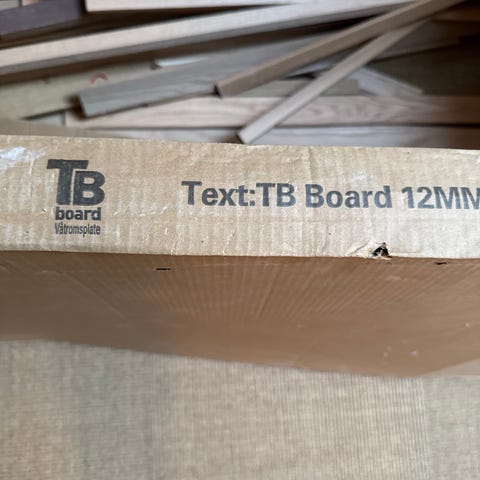 TB
board
Våtromsplate
Text:TB Board 12MM